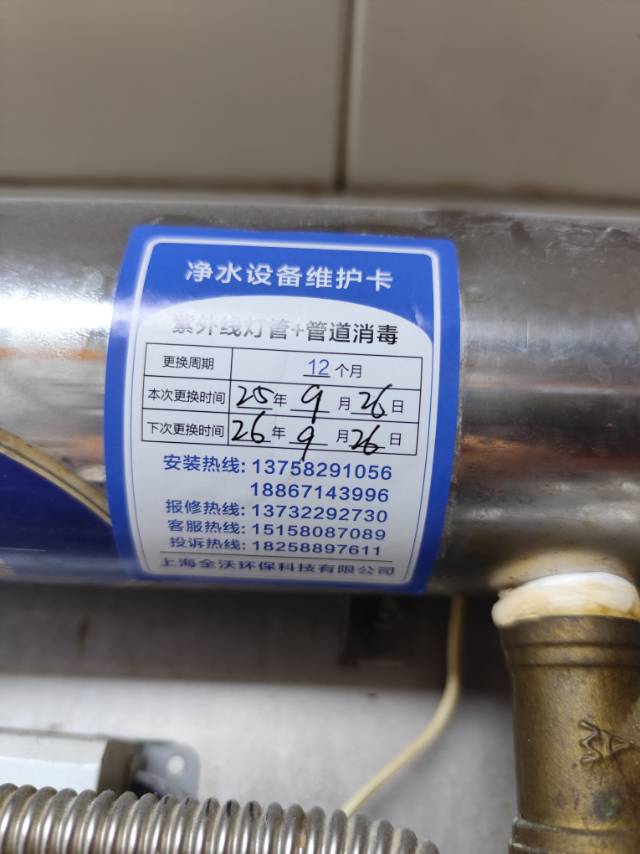 净水设备维护卡
紫外线灯管+管道消毒
更换周期 12个月
本次更换时间 25年 9月26日
下次更换时间 26年 9月26日
安装热线: 13758291056
18867143996
报修热线: 13732292730
客服热线: 15158087089
投诉热线: 18258897611
上海全沃环保科技有限公司